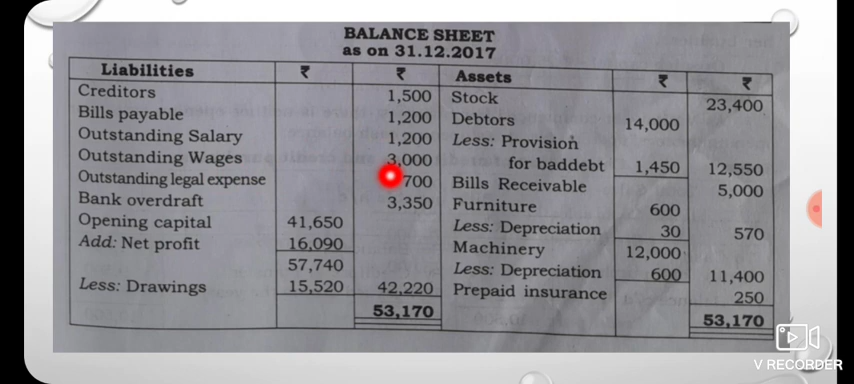 BALANCE SHEET
as on 31.12.2017
Liabilities ₹ ₹ Assets ₹ ₹
Creditors 1,500 Stock 23,400
Bills payable 1,200 Debtors 14,000
Outstanding Salary 1,200 Less: Provision
Outstanding Wages 3,000 for baddebt 1,450 12,550
Outstanding legal expense 700 Bills Receivable 5,000
Bank overdraft 3,350 Furniture 600
Opening capital 41,650 Less: Depreciation 30 570
Add: Net profit 16,090 Machinery 12,000
57,740 Less: Depreciation 600 11,400
Less: Drawings 15,520 42,220 Prepaid insurance 250
53,170 53,170
V RECORDER